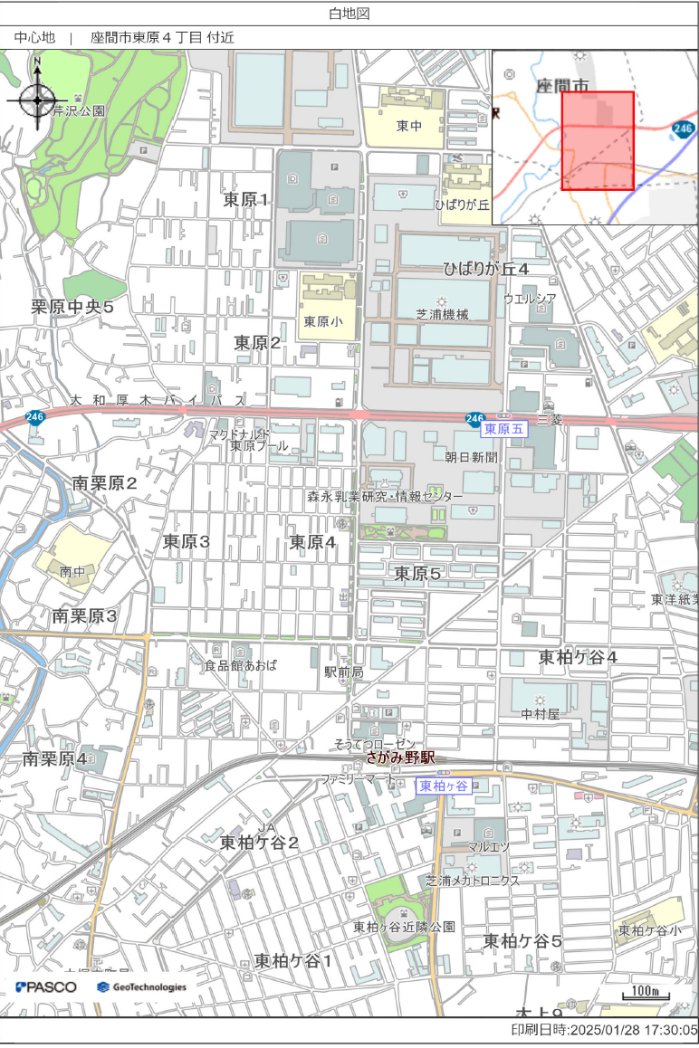 白地図
中心地 | 座間市東原4丁目 付近
N
芹沢公園
東中
座間市
R
246
東原1
ひばりが丘
ひばりが丘4
ウエルシア
栗原中央5
東原小
芝浦機械
東原2
大和厚木バイパス
246
246
三菱
東原五
マクドナルド
東原プール
朝日新聞
南栗原2
森永乳業研究・情報センター
東原3
東原4
東原5
南中
東洋紙業
南栗原3
食品館あおば
駅前局
東柏ケ谷4
中村屋
そうてつローゼン
さがみ野駅
南栗原4
ファミリーマート
東柏ヶ谷
JA
東柏ケ谷2
マルエツ
芝浦メカトロニクス
東柏ヶ谷近隣公園
東柏ケ谷5
東柏ケ谷小
東柏ケ谷1
PASCO
GeoTechnologies
100m
印刷日時:2025/01/28 17:30:05